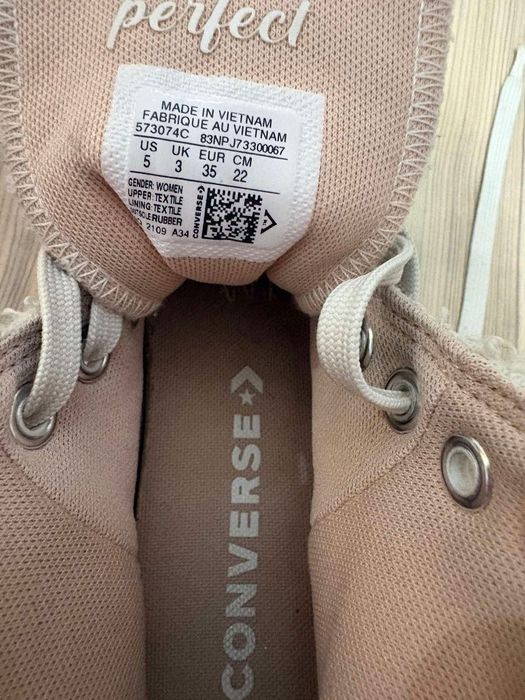 perfect
MADE IN VIETNAM
FABRIQUE AU VIETNAM
573074C 83NPJ73300067
US UK EUR CM
5 3 35 22
GENDER: WOMEN
UPPER: TEXTILE
LINING: TEXTILE
RUBBER
2109 A34
CONVERSE
CONVERSE